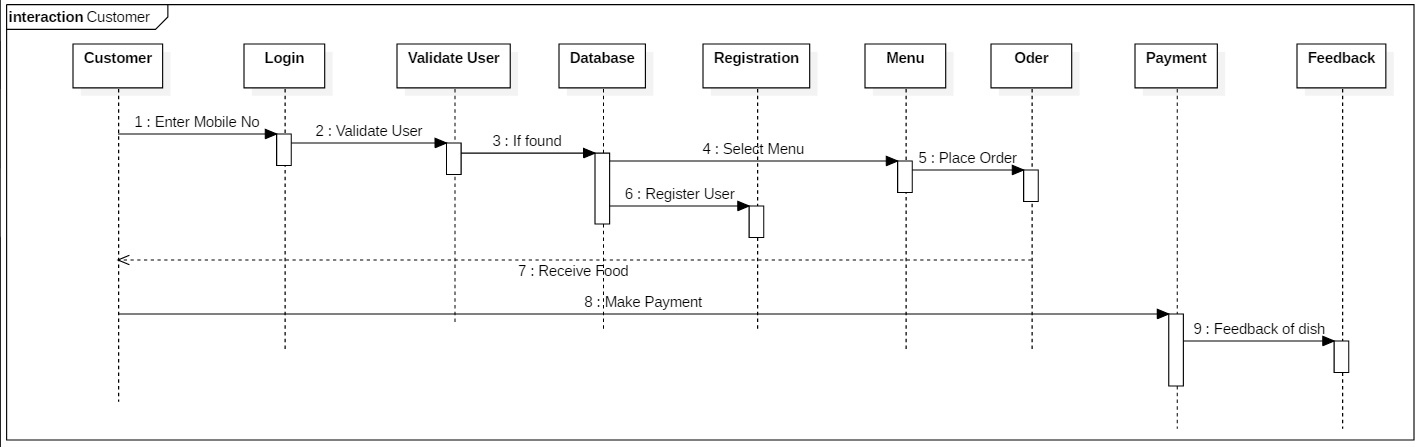 interaction Customer
Customer
Login
Validate User
Database
Registration
Menu
Oder
Payment
Feedback
1 : Enter Mobile No
2 : Validate User
3 : If found
4 : Select Menu
5 : Place Order
6 : Register User
7 : Receive Food
8 : Make Payment
9 : Feedback of dish